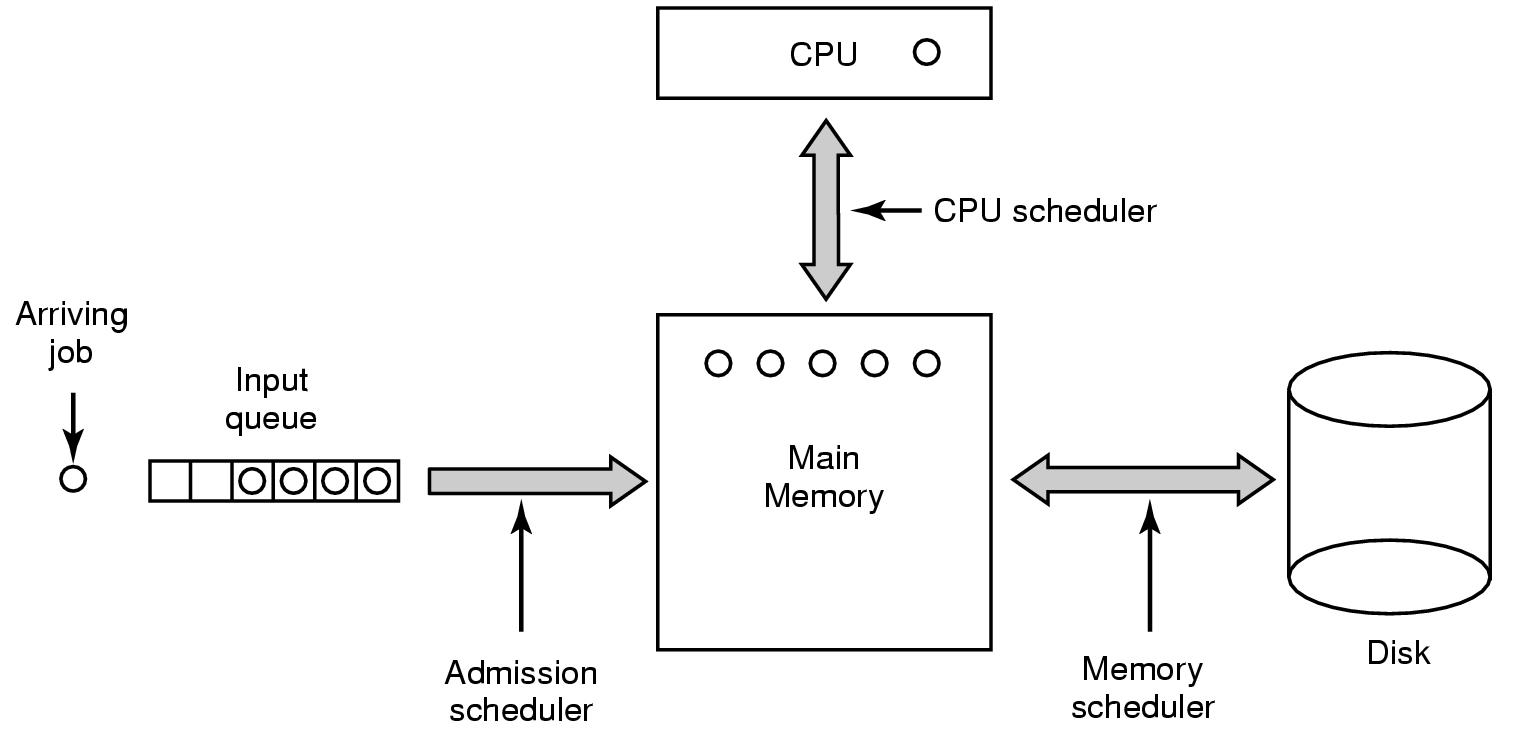 CPU
CPU scheduler
Arriving
job
Input
queue
Main
Memory
Admission
scheduler
Memory
scheduler
Disk